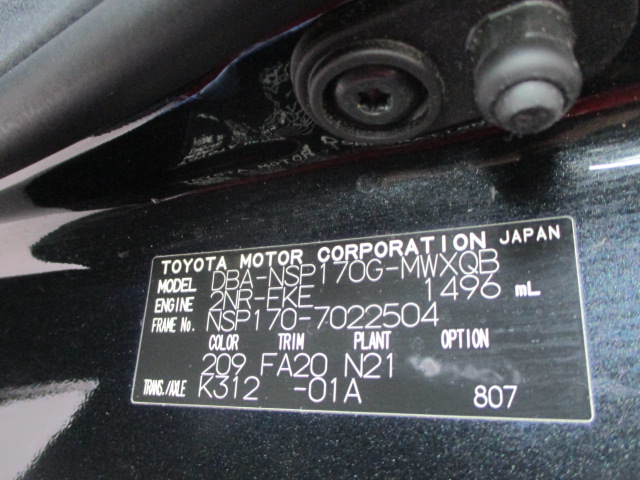 TOYOTA MOTOR CORPORATION JAPAN
MODEL DBA-NSP170G-MWXQB
ENGINE 2NR-FKE 1496 mL
FRAME No. NSP170-7022504
COLOR TRIM PLANT OPTION
209 FA20 N21
TRANS./AXLE K312 -01A 807